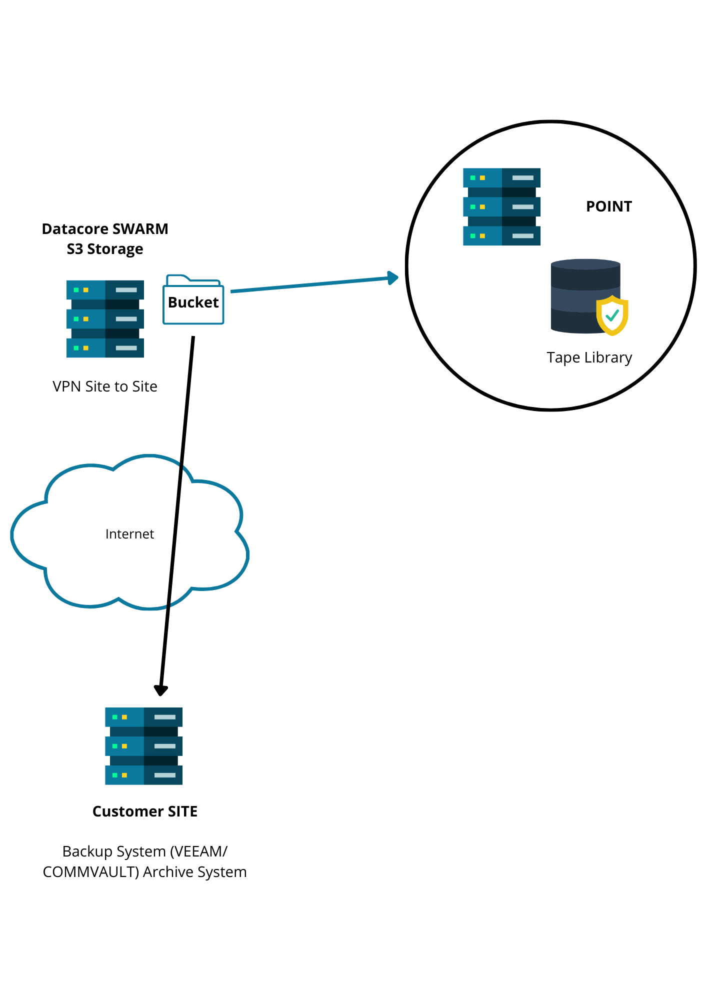 Datacore SWARM
S3 Storage
Bucket
VPN Site to Site
POINT
Tape Library
Internet
Customer SITE
Backup System (VEEAM/
COMMVAULT) Archive System